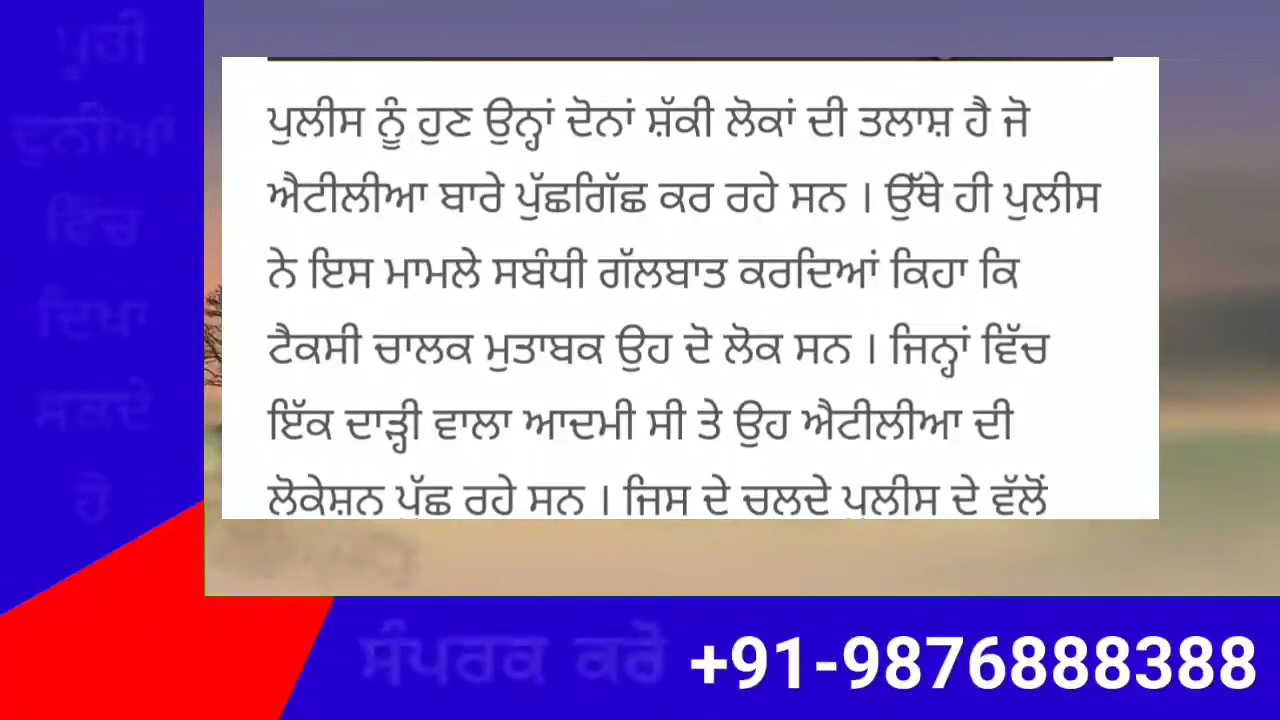 ਪੂਰੀ
ਦੁਨੀਆਂ
ਵਿੱਚ
ਦਿਖਾ
ਸਕਦੇ
ਹੋ
ਪੁਲੀਸ ਨੂੰ ਹੁਣ ਉਨ੍ਹਾਂ ਦੋਨਾਂ ਸ਼ੱਕੀ ਲੋਕਾਂ ਦੀ ਤਲਾਸ਼ ਹੈ ਜੋ
ਐਟੀਲੀਆ ਬਾਰੇ ਪੁੱਛਗਿੱਛ ਕਰ ਰਹੇ ਸਨ । ਉੱਥੇ ਹੀ ਪੁਲੀਸ
ਨੇ ਇਸ ਮਾਮਲੇ ਸਬੰਧੀ ਗੱਲਬਾਤ ਕਰਦਿਆਂ ਕਿਹਾ ਕਿ
ਟੈਕਸੀ ਚਾਲਕ ਮੁਤਾਬਕ ਉਹ ਦੋ ਲੋਕ ਸਨ । ਜਿਨ੍ਹਾਂ ਵਿੱਚ
ਇੱਕ ਦਾੜ੍ਹੀ ਵਾਲਾ ਆਦਮੀ ਸੀ ਤੇ ਉਹ ਐਟੀਲੀਆ ਦੀ
ਲੋਕੇਸ਼ਨ ਪੁੱਛ ਰਹੇ ਸਨ । ਜਿਸ ਦੇ ਚਲਦੇ ਪੁਲੀਸ ਦੇ ਵੱਲੋਂ
ਸੰਪਰਕ ਕਰੋ +91-9876888388